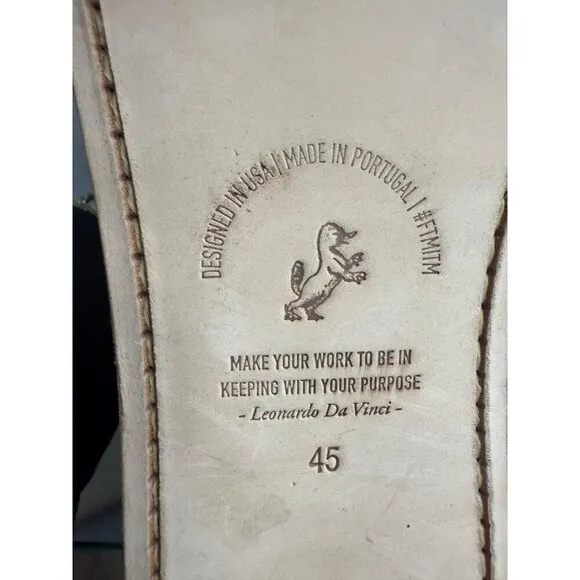 DESIGNED IN USA | MADE IN PORTUGAL | #FTMITM
MAKE YOUR WORK TO BE IN
KEEPING WITH YOUR PURPOSE
- Leonardo Da Vinci -
45